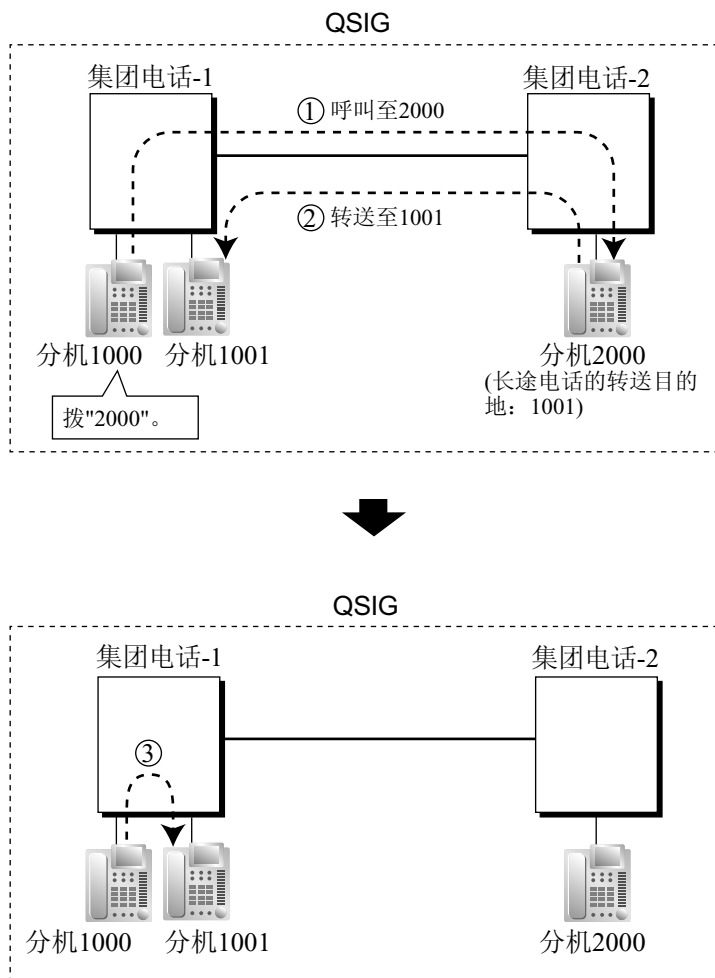 QSIG
集团电话-1
集团电话-2
① 呼叫至2000
② 转送至1001
分机1000
分机1001
分机2000
(长途电话的转送目的
地：1001)
拨"2000"。
QSIG
集团电话-1
集团电话-2
③
分机1000
分机1001
分机2000